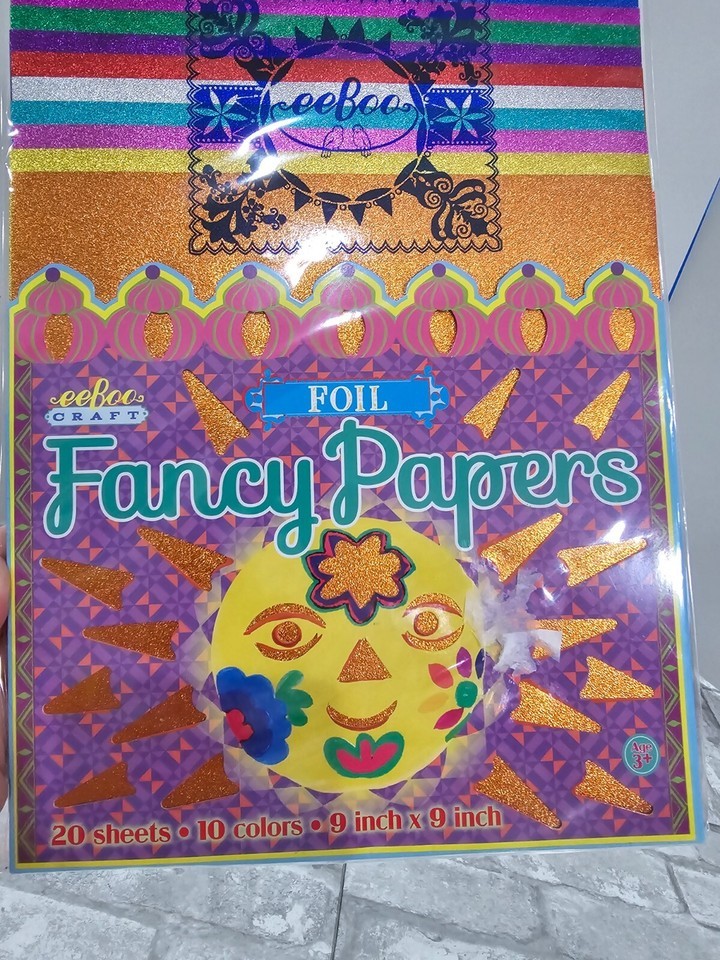 eeBoo
FOIL
eeBoo
CRAFT
Fancy Papers
Age
3+
20 sheets • 10 colors • 9 inch x 9 inch